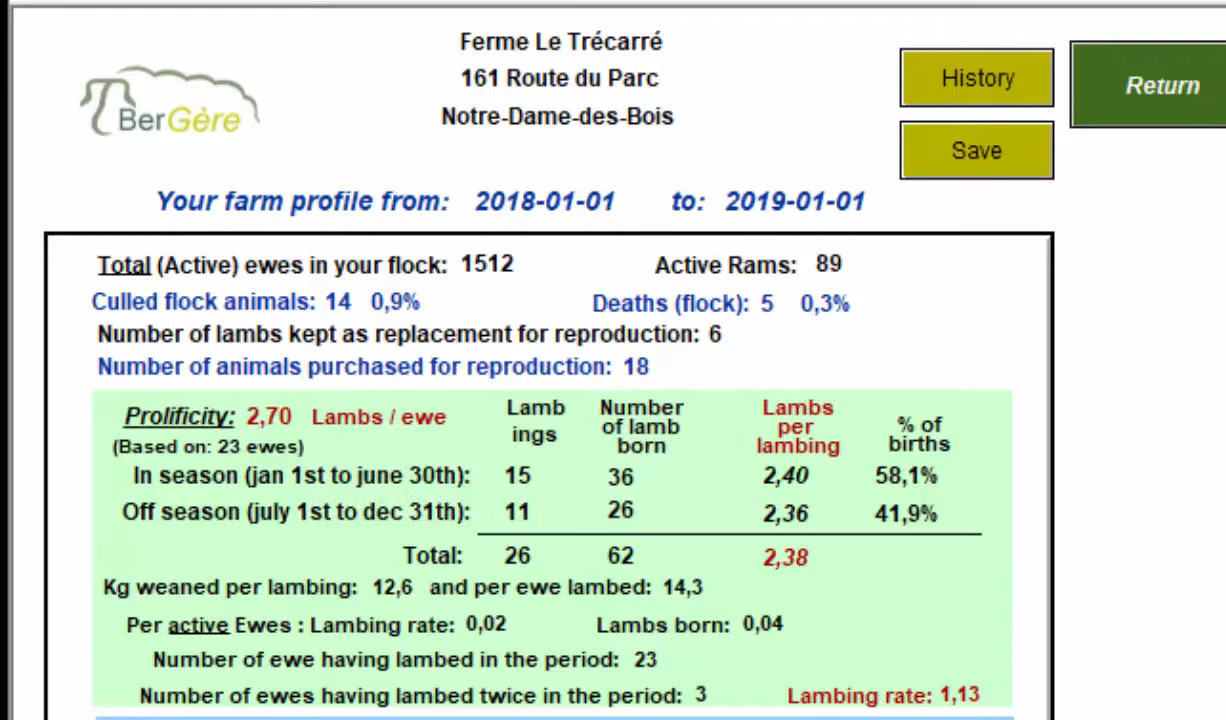 Ferme Le Trécarré
161 Route du Parc
Notre-Dame-des-Bois
BerGère
History
Save
Return
Your farm profile from: 2018-01-01 to: 2019-01-01
Total (Active) ewes in your flock: 1512 Active Rams: 89
Culled flock animals: 14 0,9% Deaths (flock): 5 0,3%
Number of lambs kept as replacement for reproduction: 6
Number of animals purchased for reproduction: 18
Prolificity: 2,70 Lambs / ewe
(Based on: 23 ewes)
Lamb
ings
Number
of lamb
born
Lambs
per
lambing
% of
births
In season (jan 1st to june 30th): 15 36 2,40 58,1%
Off season (july 1st to dec 31th): 11 26 2,36 41,9%
Total: 26 62 2,38
Kg weaned per lambing: 12,6 and per ewe lambed: 14,3
Per active Ewes : Lambing rate: 0,02 Lambs born: 0,04
Number of ewe having lambed in the period: 23
Number of ewes having lambed twice in the period: 3 Lambing rate: 1,13